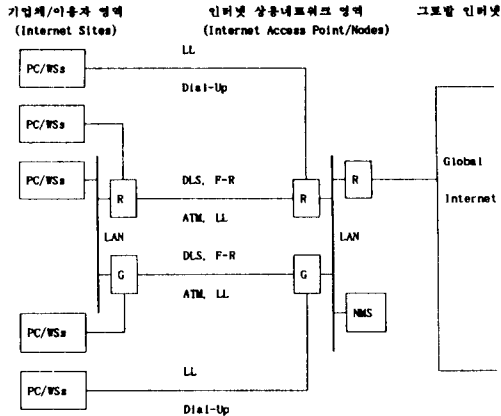 기업체/이용자 영역 인터넷 상용네트워크 영역 그로발 인터넷
(Internet Sites) (Internet Access Point/Nodes)
LL
PC/WSs
Dial-Up
PC/WSs
PC/WSs
DLS, F-R
Global
R
R
R
Internet
ATM, LL
LAN
LAN
DLS, F-R
G
G
ATM, LL
NMS
PC/WSs
LL
PC/WSs
Dial-Up